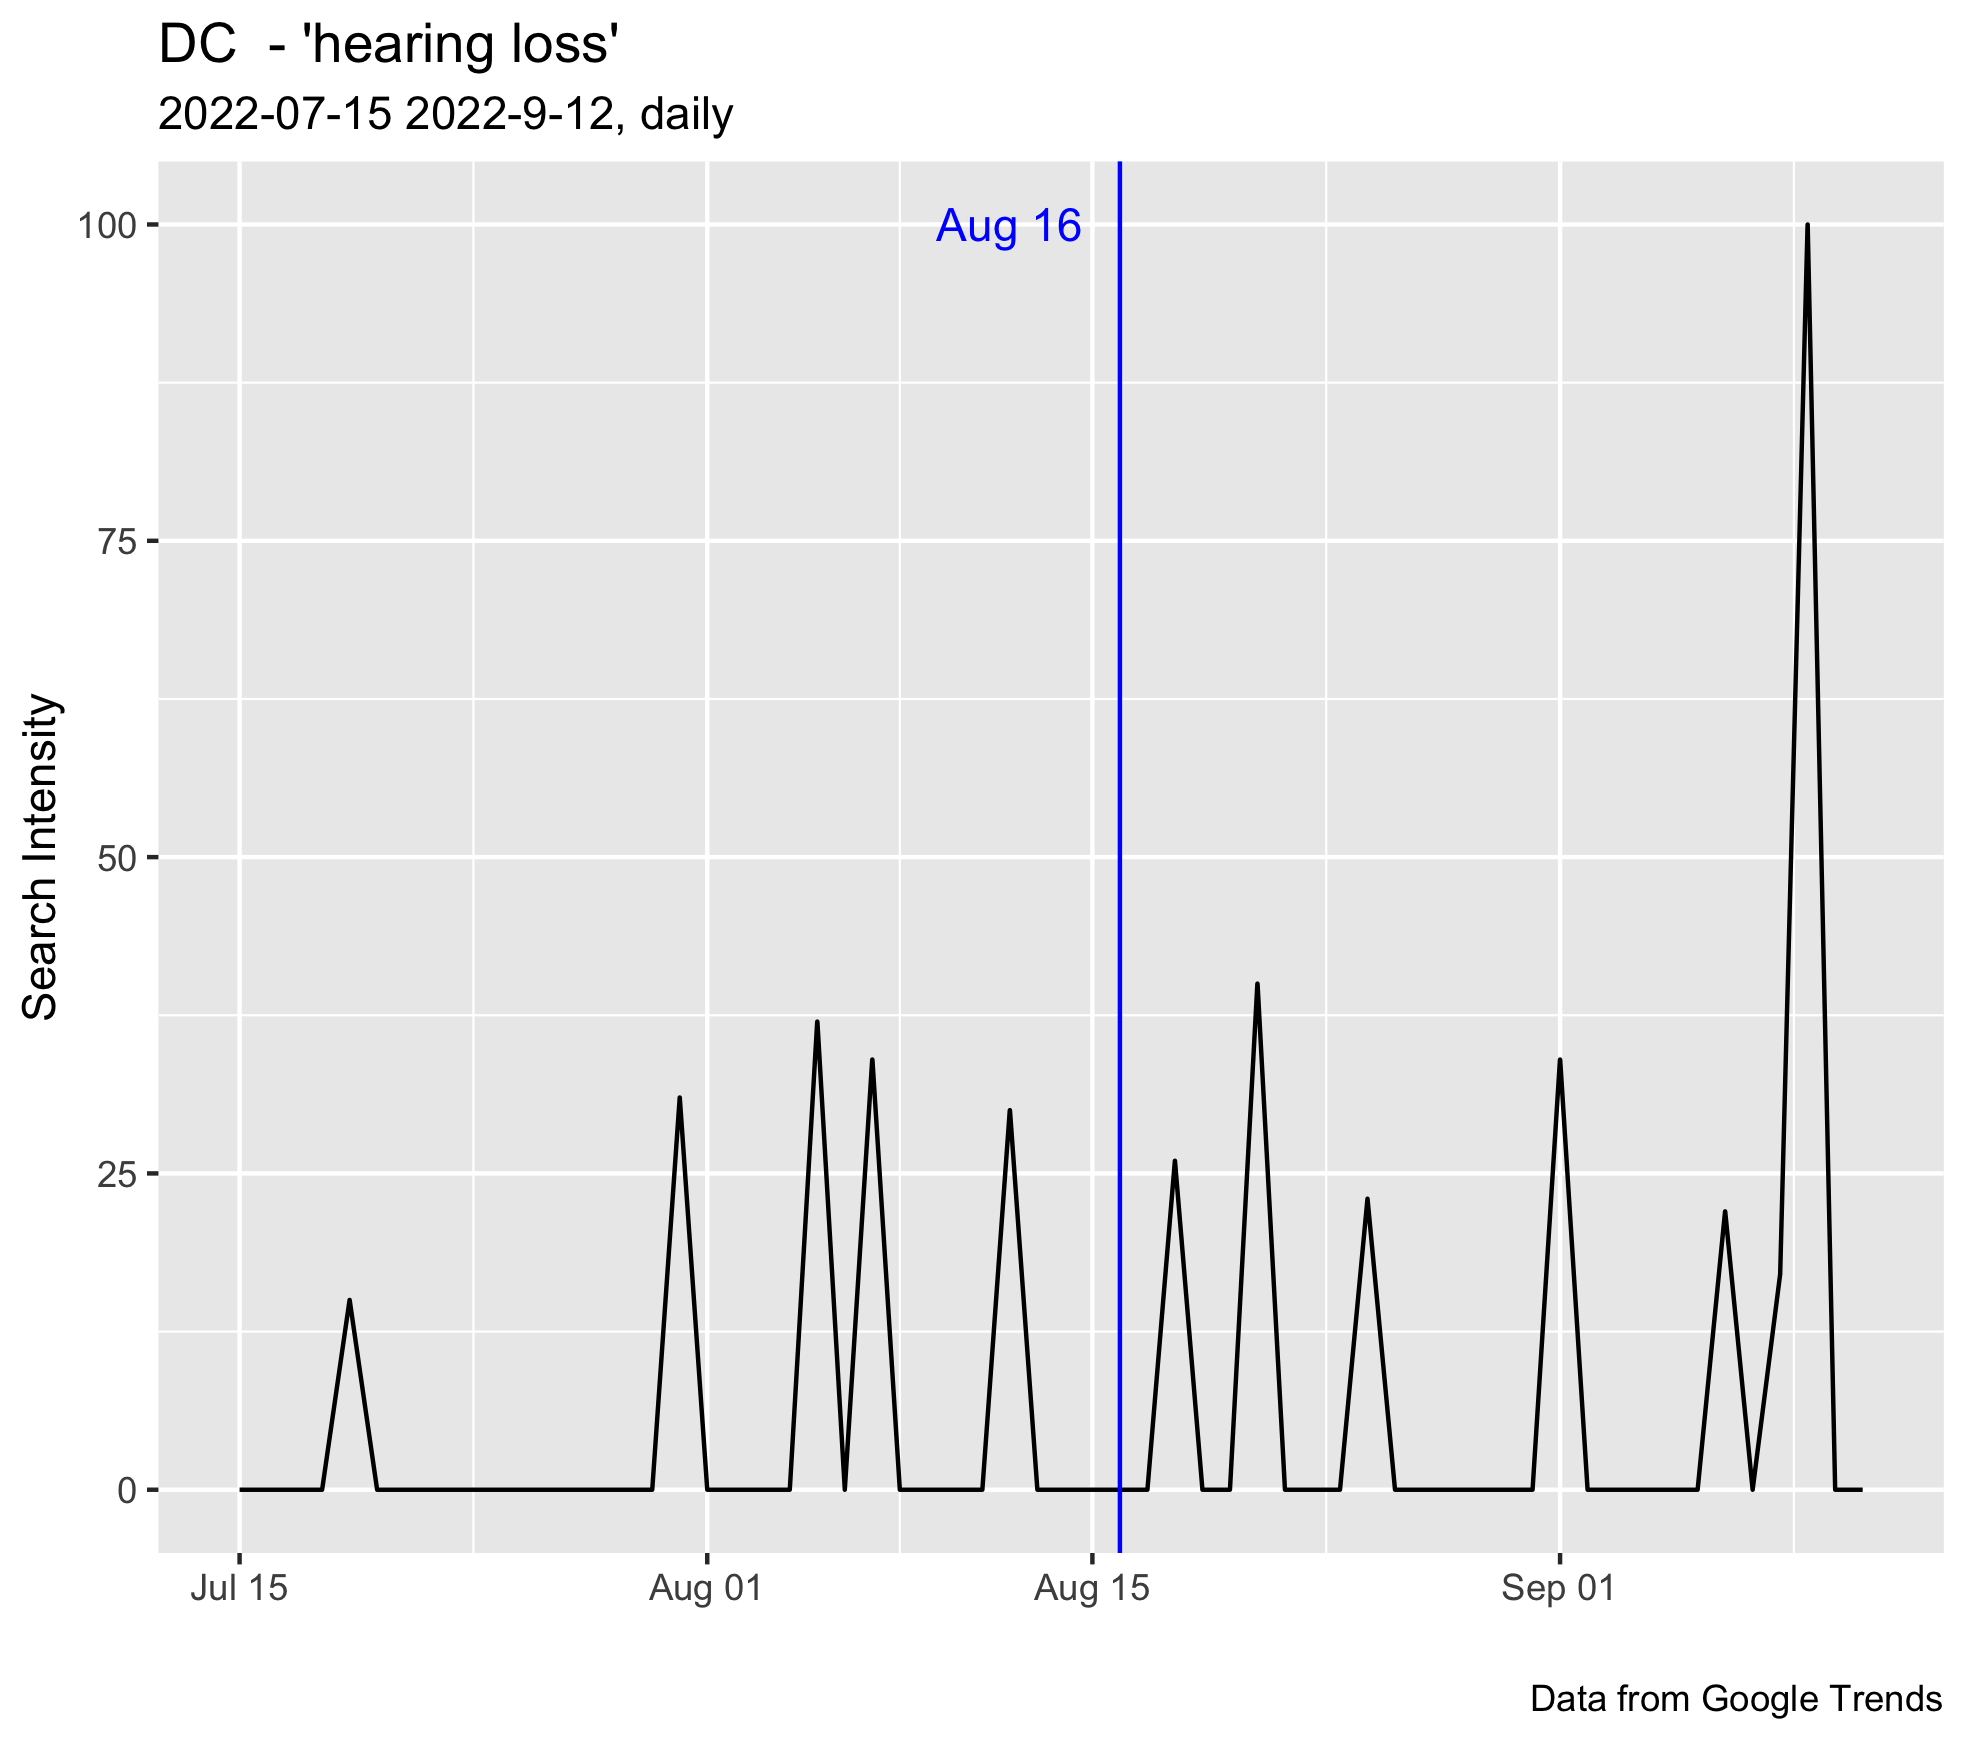 DC  - 'hearing loss'
2022-07-15 2022-9-12, daily
Aug 16
100
75
50
25
0
Search Intensity
Jul 15 Aug 01 Aug 15 Sep 01
Data from Google Trends